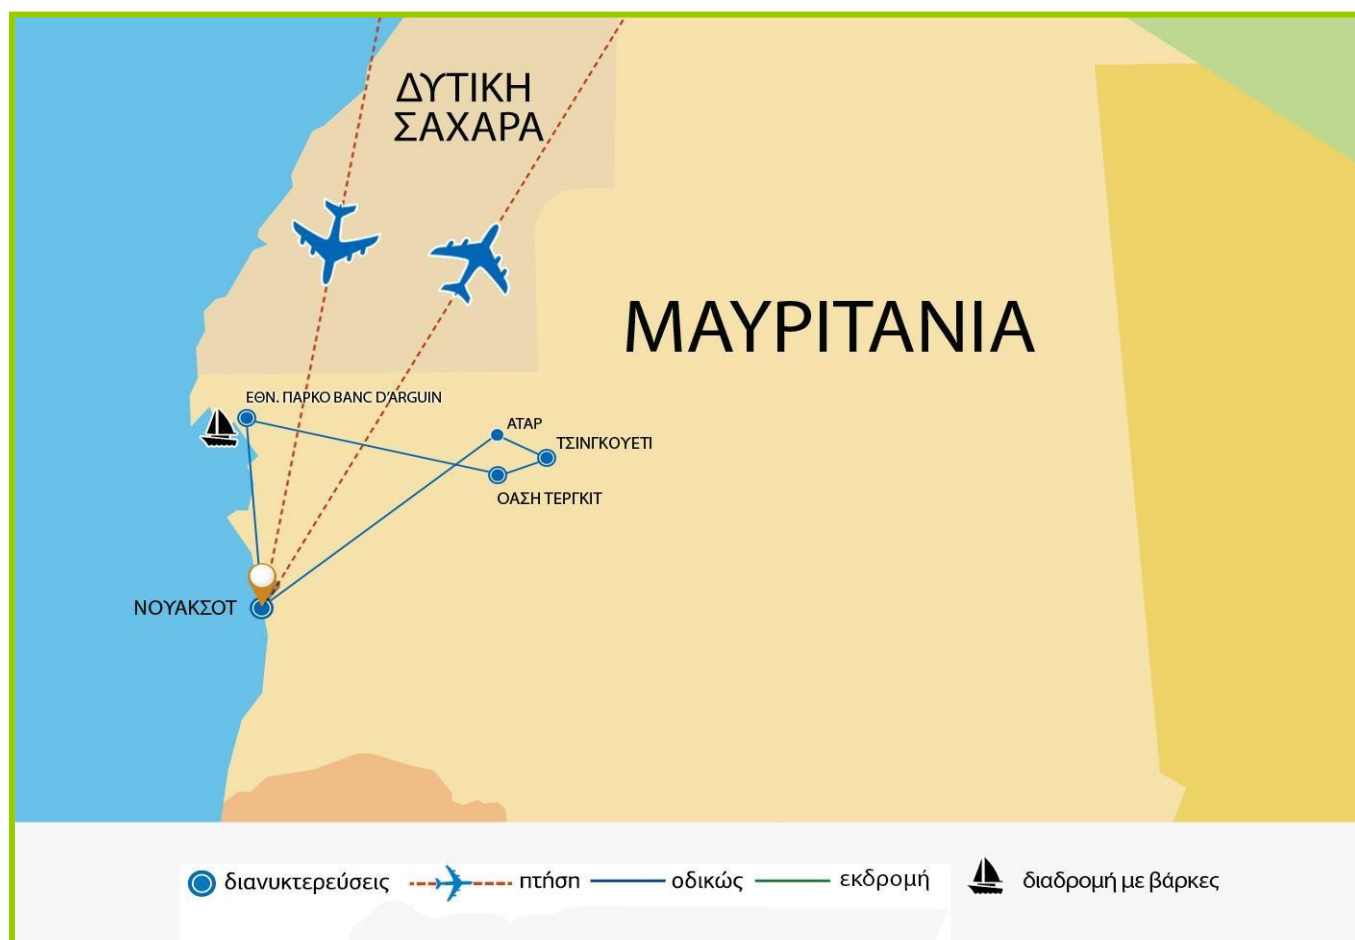 ΔΥΤΙΚΗ
ΣΑΧΑΡΑ
ΜΑΥΡΙΤΑΝΙΑ
ΕΘΝ. ΠΑΡΚΟ BANC D'ARGUIN
ΑΤΑΡ
ΤΣΙΝΓΚΟΥΕΤΙ
ΟΑΣΗ ΤΕΡΓΚΙΤ
ΝΟΥΑΚΣΟΤ
διανυκτερεύσεις πτήση οδικώς εκδρομή διαδρομή με βάρκες